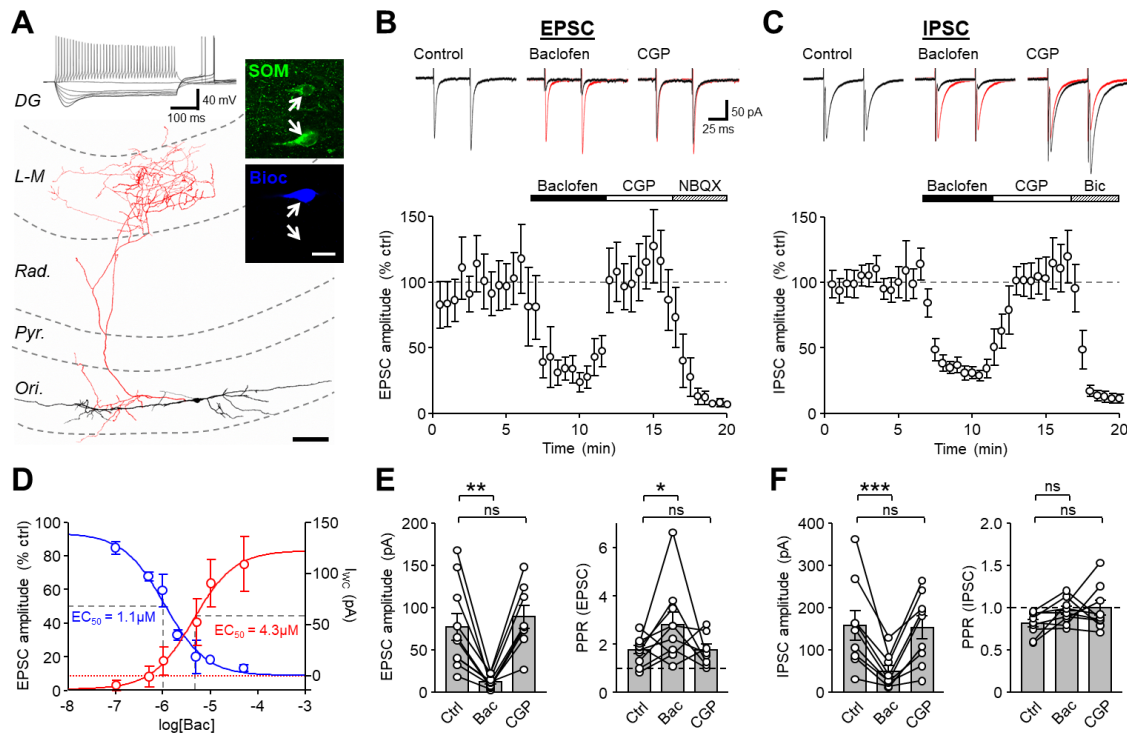 A
40 mV
100 ms
DG
L-M
Rad.
Pyr.
Ori.
SOM
Bloc
B
EPSC
Control
Baclofen
CGP
50 pA
25 ms
Baclofen
CGP
NBQX
EPSC amplitude (% ctrl)
150
100
50
0
0
5
10
15
20
Time (min)
C
IPSC
Control
Baclofen
CGP
Baclofen
CGP
Bic
IPSC amplitude (% ctrl)
150
100
50
0
0
5
10
15
20
Time (min)
D
EPSC amplitude (% ctrl)
100
80
60
40
20
0
EC50 = 1.1µM
EC50 = 4.3µM
150
100
50
0
IWC (pA)
-8
-7
-6
-5
-4
-3
log[Bac]
E
**
ns
EPSC amplitude (pA)
200
150
100
50
0
Ctrl
Bac
CGP
*
ns
PPR (EPSC)
6
4
2
0
Ctrl
Bac
CGP
F
***
ns
IPSC amplitude (pA)
400
300
200
100
0
Ctrl
Bac
CGP
ns
ns
PPR (IPSC)
2.0
1.5
1.0
0.5
0
Ctrl
Bac
CGP